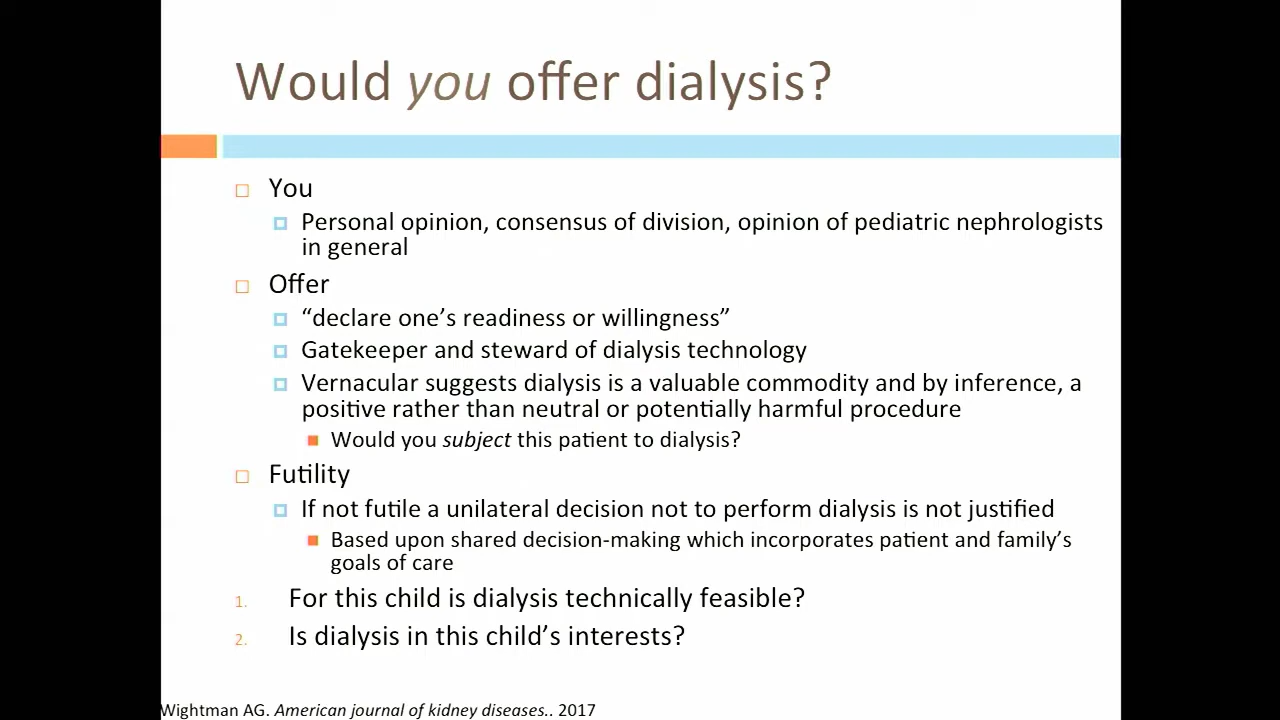 Would you offer dialysis?
You
Personal opinion, consensus of division, opinion of pediatric nephrologists
in general
Offer
“declare one’s readiness or willingness”
Gatekeeper and steward of dialysis technology
Vernacular suggests dialysis is a valuable commodity and by inference, a
positive rather than neutral or potentially harmful procedure
Would you subject this patient to dialysis?
Futility
If not futile a unilateral decision not to perform dialysis is not justified
Based upon shared decision-making which incorporates patient and family’s
goals of care
1. For this child is dialysis technically feasible?
2. Is dialysis in this child’s interests?
Wightman AG. American journal of kidney diseases.. 2017